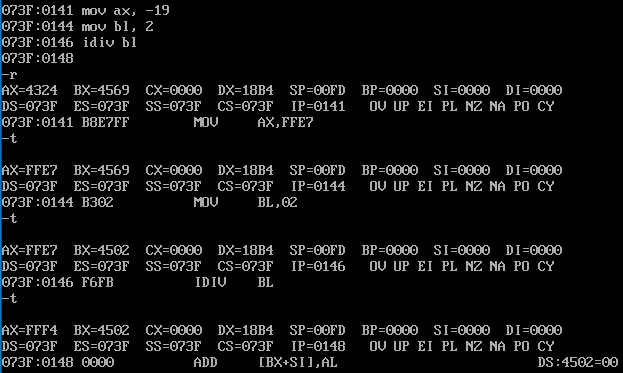 073F:0141 mov ax, -19
073F:0144 mov bl, 2
073F:0146 idiv bl
073F:0148
-r
AX=4324  BX=4569  CX=0000  DX=18B4  SP=00FD  BP=0000  SI=0000  DI=0000
DS=073F  ES=073F  SS=073F  CS=073F  IP=0141   OV UP EI PL NZ NA PO CY
073F:0141 B8E7FF        MOV     AX,FFE7
-t
AX=FFE7  BX=4569  CX=0000  DX=18B4  SP=00FD  BP=0000  SI=0000  DI=0000
DS=073F  ES=073F  SS=073F  CS=073F  IP=0144   OV UP EI PL NZ NA PO CY
073F:0144 B302          MOV     BL,02
-t
AX=FFE7  BX=4502  CX=0000  DX=18B4  SP=00FD  BP=0000  SI=0000  DI=0000
DS=073F  ES=073F  SS=073F  CS=073F  IP=0146   OV UP EI PL NZ NA PO CY
073F:0146 F6FB          IDIV    BL
-t
AX=FFF4  BX=4502  CX=0000  DX=18B4  SP=00FD  BP=0000  SI=0000  DI=0000
DS=073F  ES=073F  SS=073F  CS=073F  IP=0148   OV UP EI PL NZ NA PO CY
073F:0148 0000          ADD     [BX+SI],AL                         DS:4502=00